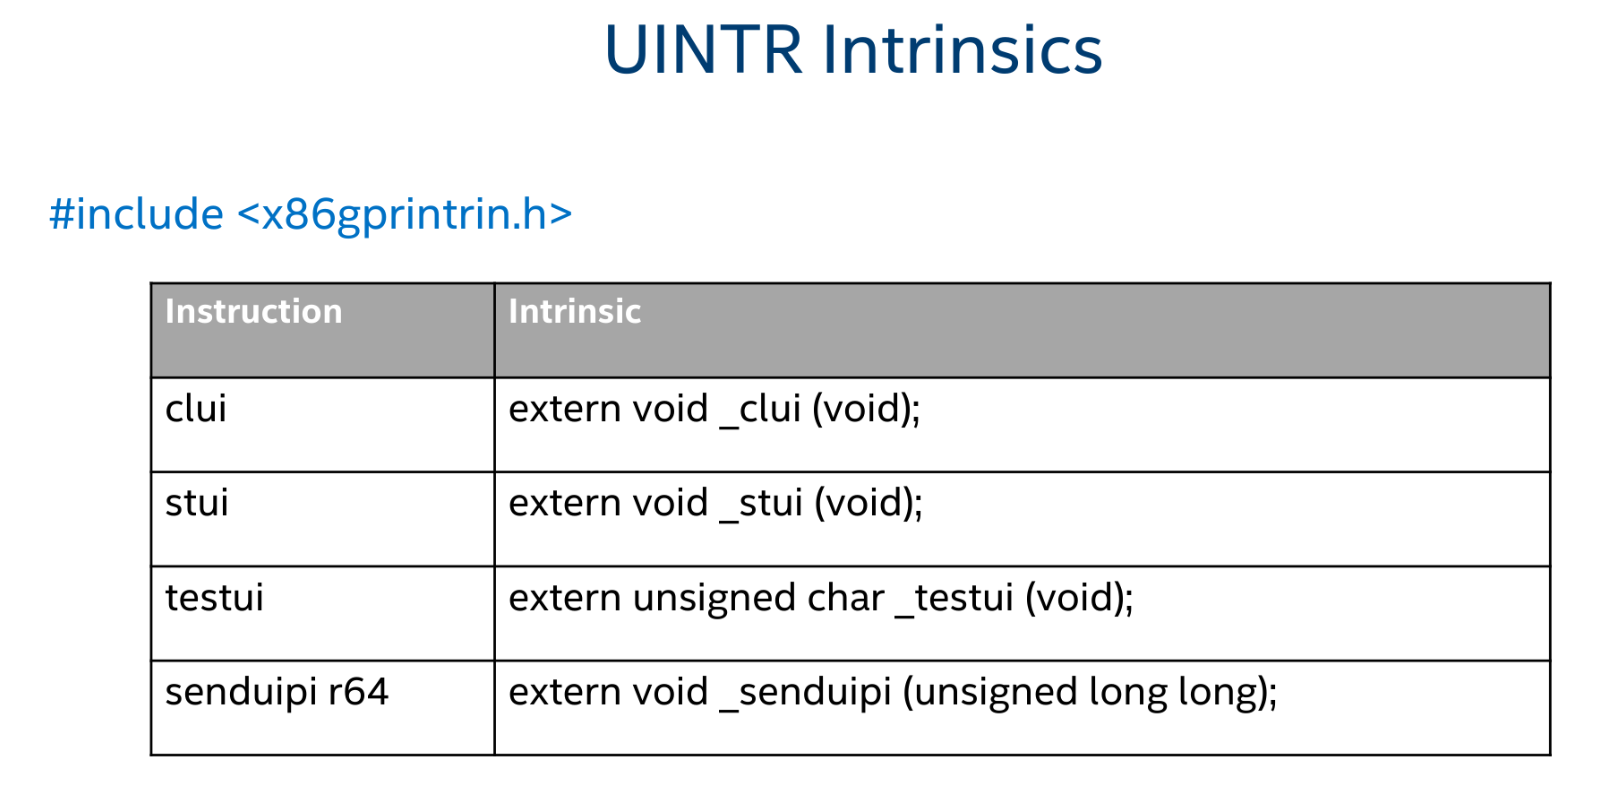 UINTR Intrinsics
#include <x86gprintrin.h>
Instruction Intrinsic
clui extern void _clui (void);
stui extern void _stui (void);
testui extern unsigned char _testui (void);
senduipi r64 extern void _senduipi (unsigned long long);